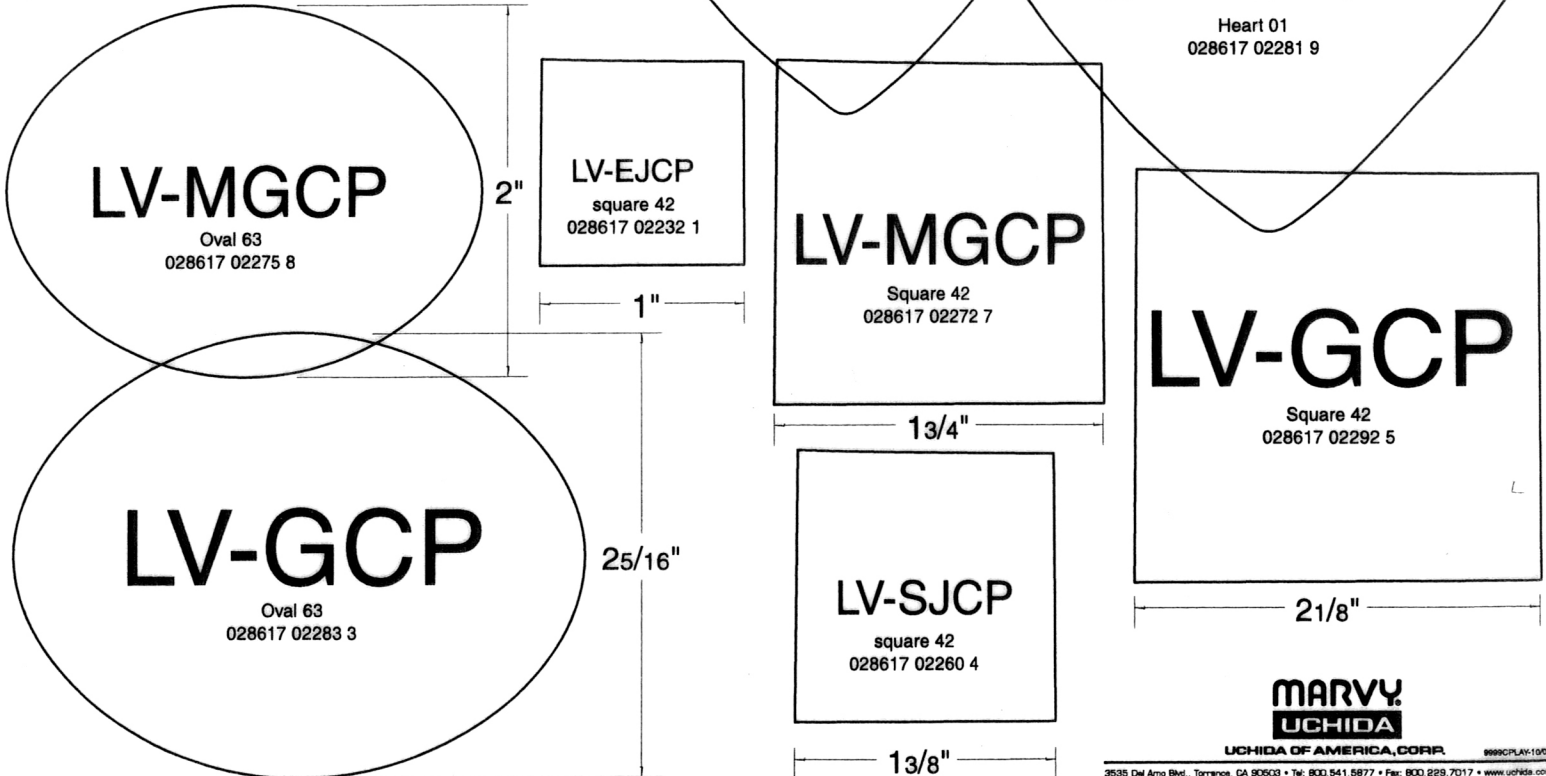 Heart 01
028617 02281 9
LV-MGCP
Oval 63
028617 02275 8
2"
LV-EJCP
square 42
028617 02232 1
1"
LV-MGCP
Square 42
028617 02272 7
1 3/4"
LV-GCP
Square 42
028617 02292 5
2 1/8"
LV-GCP
Oval 63
028617 02283 3
2 5/16"
LV-SJCP
square 42
028617 02260 4
1 3/8"
MARVY
UCHIDA
UCHIDA OF AMERICA, CORP.
3535 Del Amo Blvd., Torrance, CA 90503 • Tel: 800.541.5877 • Fax: 800.229.7017 •